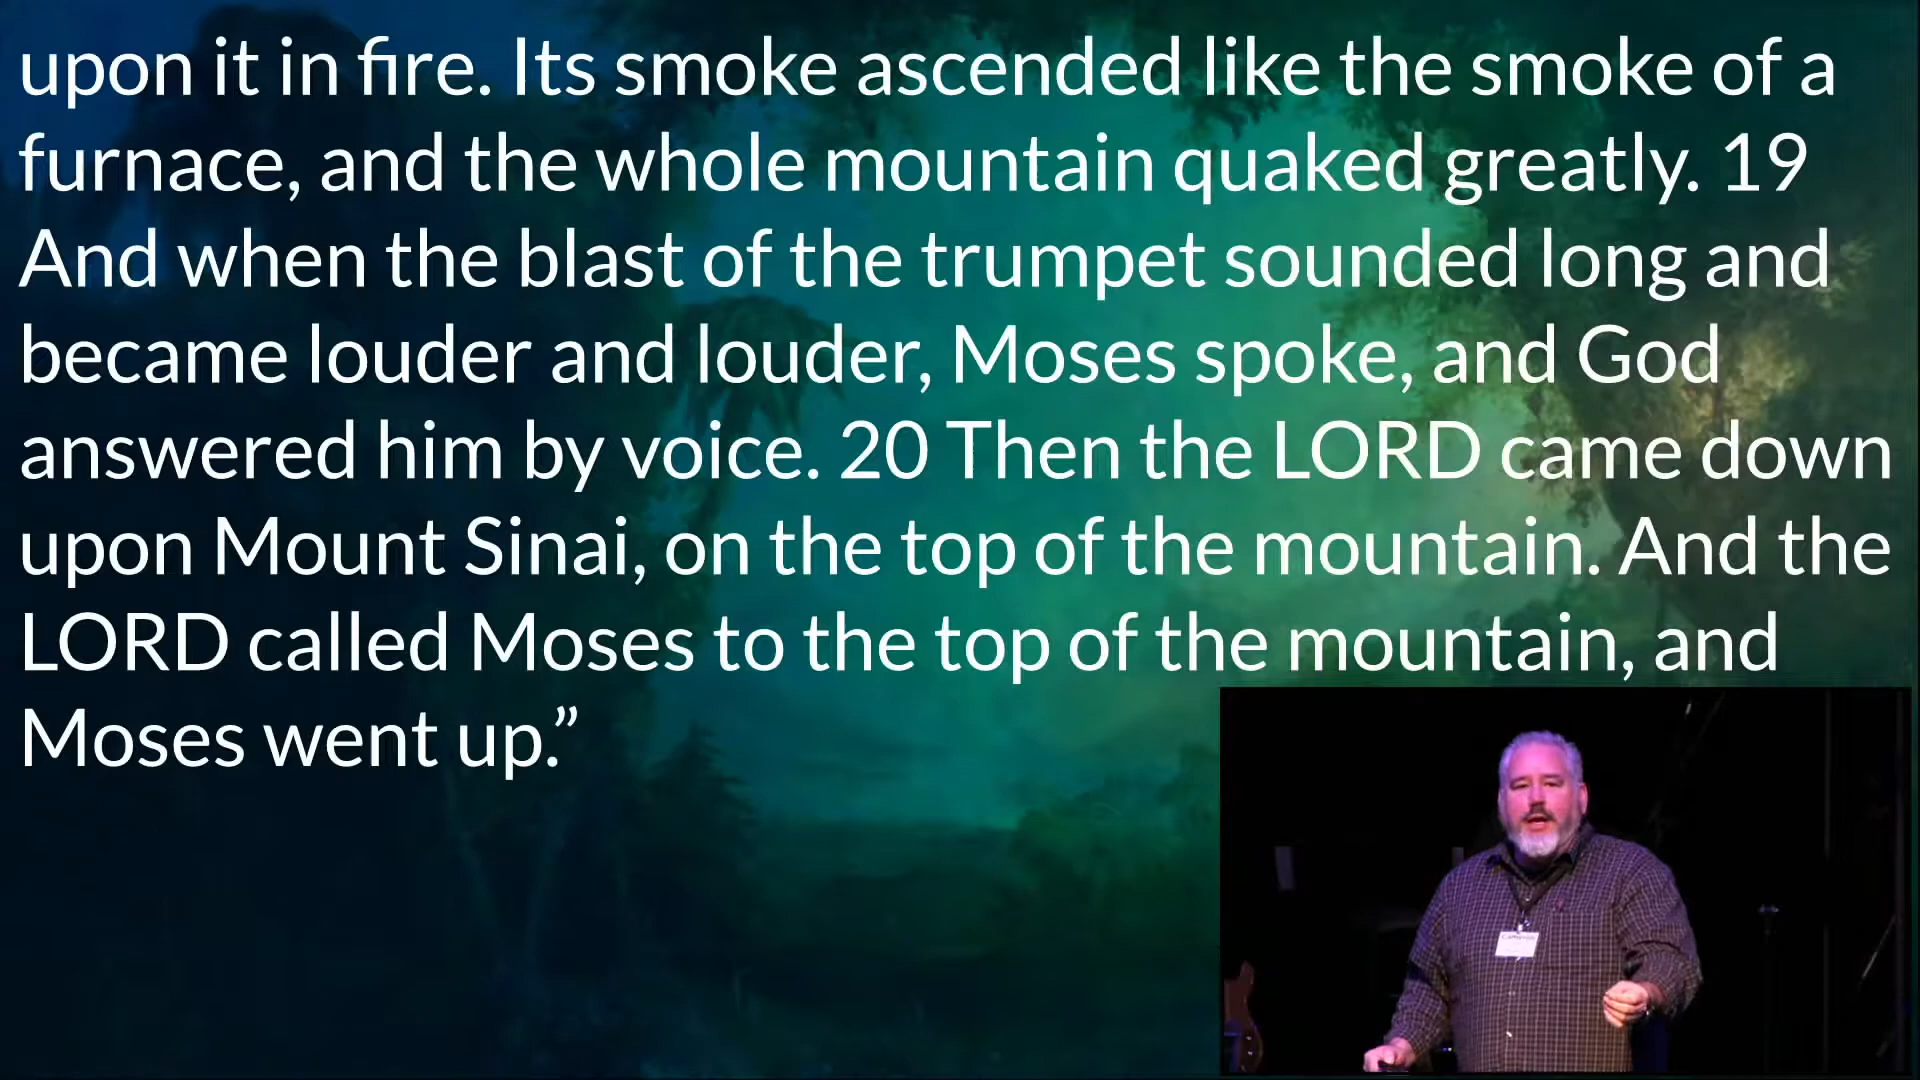 upon it in fire. Its smoke ascended like the smoke of a
furnace, and the whole mountain quaked greatly. 19
And when the blast of the trumpet sounded long and
became louder and louder, Moses spoke, and God
answered him by voice. 20 Then the LORD came down
upon Mount Sinai, on the top of the mountain. And the
LORD called Moses to the top of the mountain, and
Moses went up.”